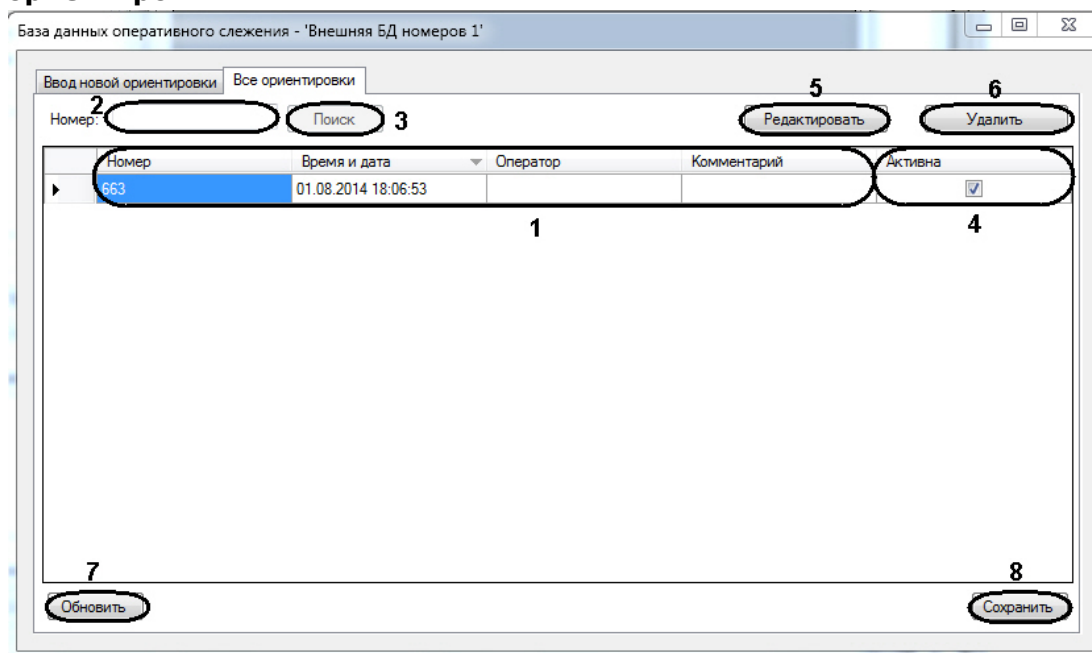 База данных оперативного слежения - 'Внешняя БД номеров 1'
Ввод новой ориентировки Все ориентировки
5 6
2
Номер: Поиск 3 Редактировать Удалить
Номер Время и дата Оператор Комментарий Активна
663 01.08.2014 18:06:53
1 4
7 8
Обновить Сохранить